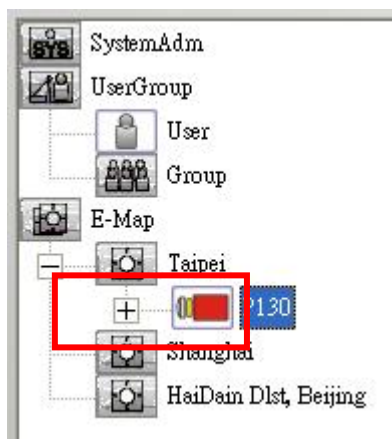 SYS SystemAdm
UserGroup
User
Group
E-Map
Taipei
P130
Shanghai
HaiDain Dlst, Beijing